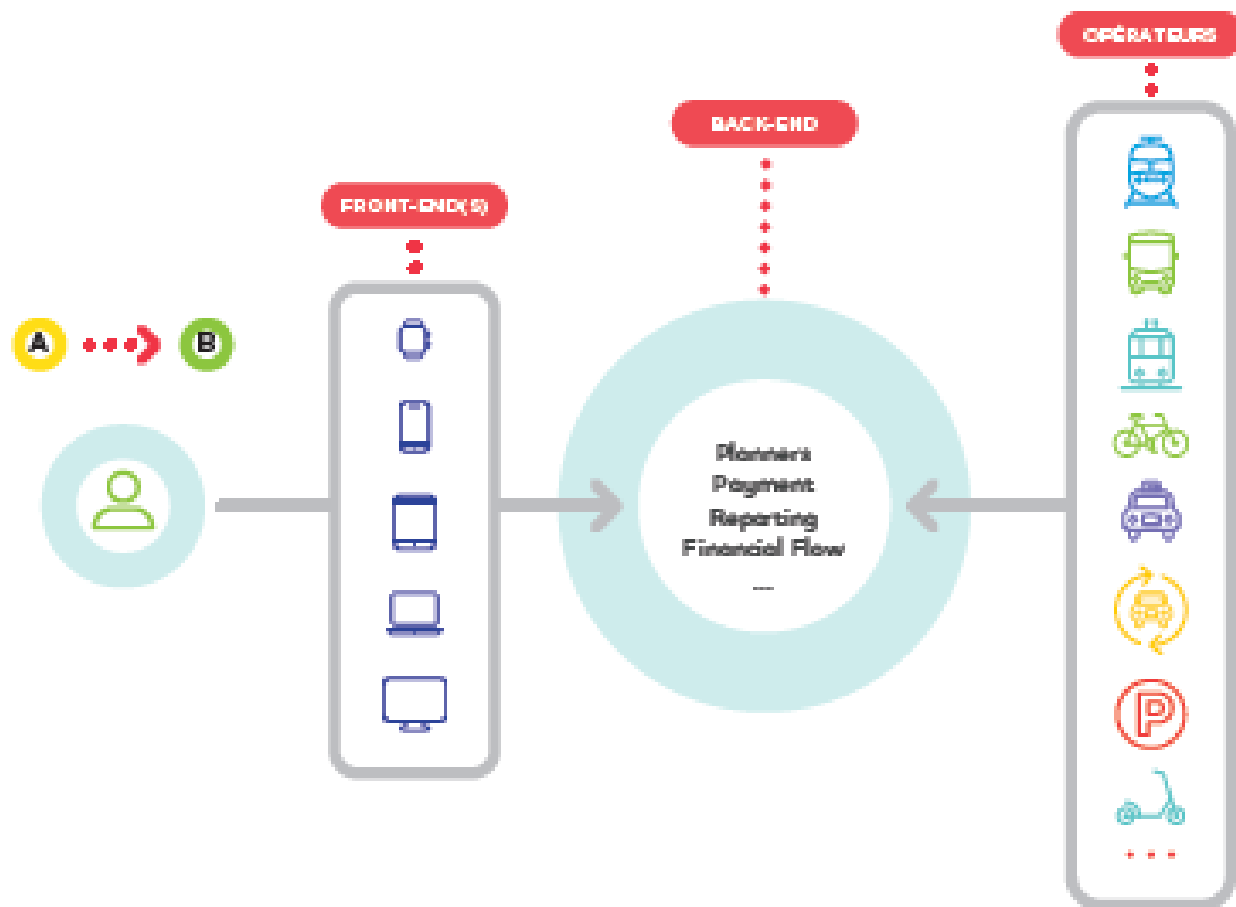 OPÉRATEURS
BACK-END
FRONT-END(S)
A
B
Planners
Payment
Reporting
Financial Flow
...
P
...